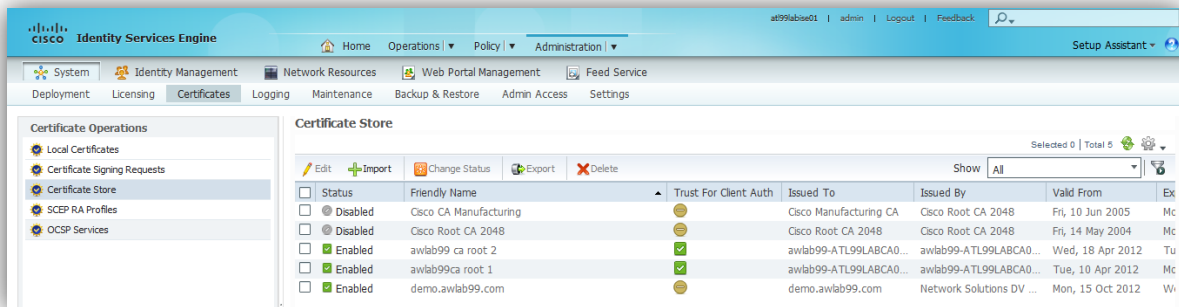 atl99labise01 | admin | Logout | Feedback
CISCO Identity Services Engine
Home Operations | Policy | Administration | Setup Assistant
System Identity Management Network Resources Web Portal Management Feed Service
Deployment Licensing Certificates Logging Maintenance Backup & Restore Admin Access Settings
Certificate Operations
Local Certificates
Certificate Signing Requests
Certificate Store
SCEP RA Profiles
OCSP Services
Certificate Store
Selected 0 | Total 5
Edit Import Change Status Export Delete Show All
Status Friendly Name Trust For Client Auth Issued To Issued By Valid From Ex
Disabled Cisco CA Manufacturing Cisco Manufacturing CA Cisco Root CA 2048 Fri, 10 Jun 2005 Mo
Disabled Cisco Root CA 2048 Cisco Root CA 2048 Cisco Root CA 2048 Fri, 14 May 2004 Mo
Enabled awlab99 ca root 2 awlab99-ATL99LABCA0... awlab99-ATL99LABCA0... Wed, 18 Apr 2012 Tu
Enabled awlab99ca root 1 awlab99-ATL99LABCA0... awlab99-ATL99LABCA0... Tue, 10 Apr 2012 Mo
Enabled demo.awlab99.com demo.awlab99.com Network Solutions DV ... Mon, 15 Oct 2012 We